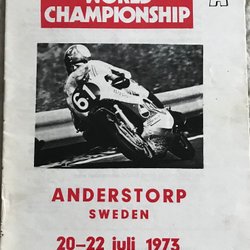 WORLD
CHAMPIONSHIP
A
61
ANDERSTORP
SWEDEN
20–22 juli 1973